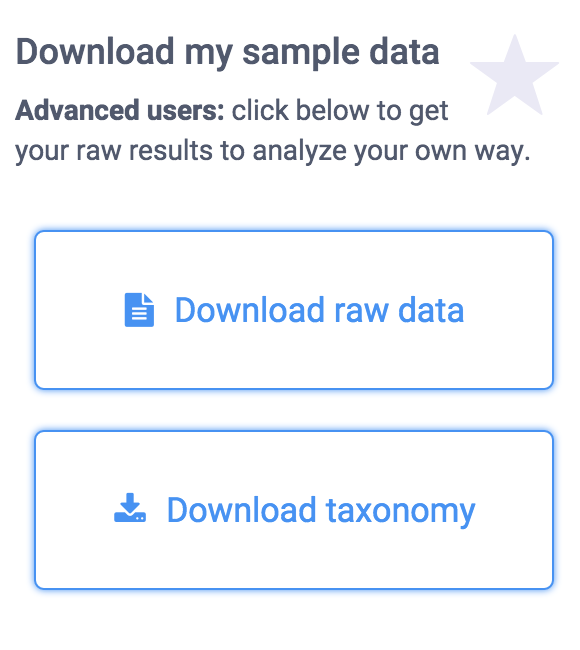 Download my sample data
Advanced users: click below to get
your raw results to analyze your own way.
Download raw data
Download taxonomy